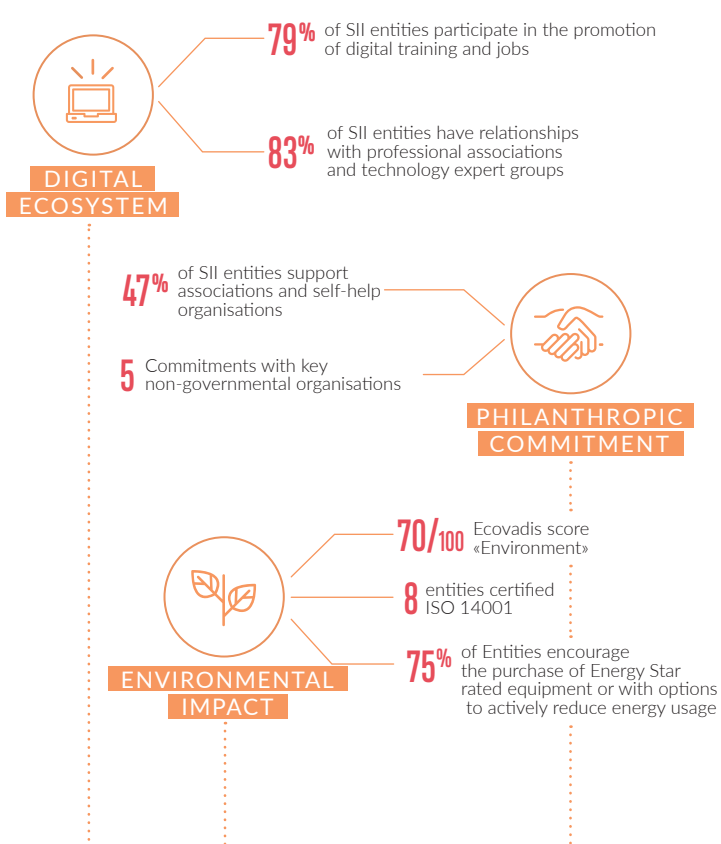 79% of SII entities participate in the promotion
of digital training and jobs
83% of SII entities have relationships
with professional associations
and technology expert groups
DIGITAL
ECOSYSTEM
47% of SII entities support
associations and self-help
organisations
5 Commitments with key
non-governmental organisations
PHILANTHROPIC
COMMITMENT
70/100 Ecovadis score
«Environment»
8 entities certified
ISO 14001
75% of Entities encourage
the purchase of Energy Star
rated equipment or with options
to actively reduce energy usage
ENVIRONMENTAL
IMPACT